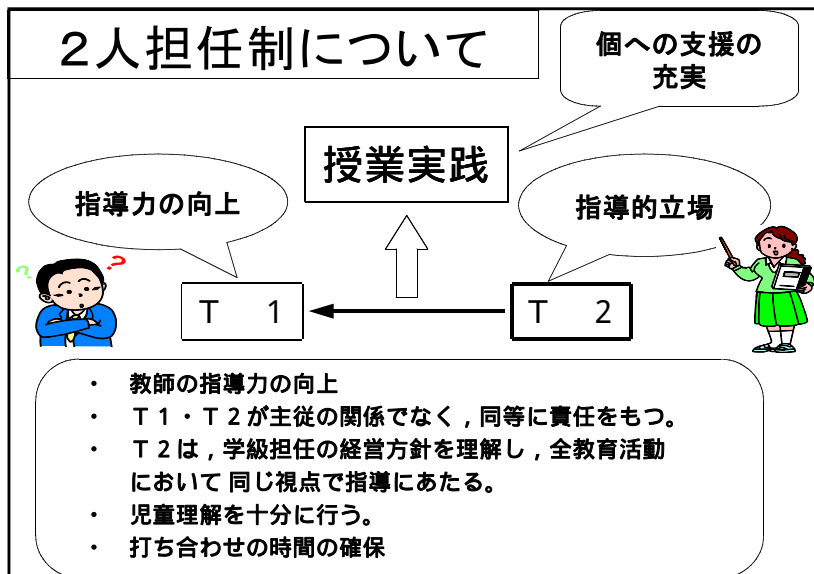 ２人担任制について
個への支援の
充実
授業実践
指導力の向上
指導的立場
? ?
Ｔ　１
Ｔ　２
・　教師の指導力の向上
・　Ｔ１・Ｔ２が主従の関係でなく，同等に責任をもつ。
・　Ｔ２は，学級担任の経営方針を理解し，全教育活動
において 同じ視点で指導にあたる。
・　児童理解を十分に行う。
・　打ち合わせの時間の確保